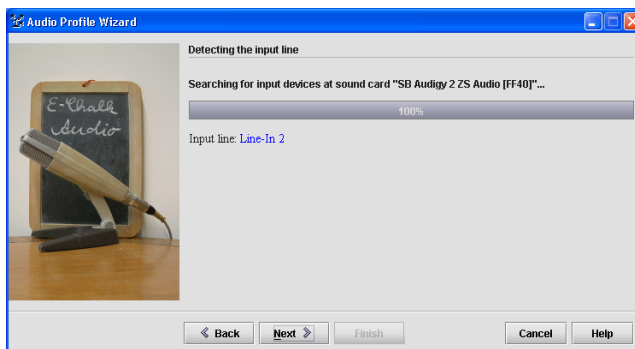 Audio Profile Wizard
Detecting the input line
Searching for input devices at sound card "SB Audigy 2 ZS Audio [FF40]"...
100%
Input line: Line-In 2
E-Chalk
Audio
Back
Next
Finish
Cancel
Help